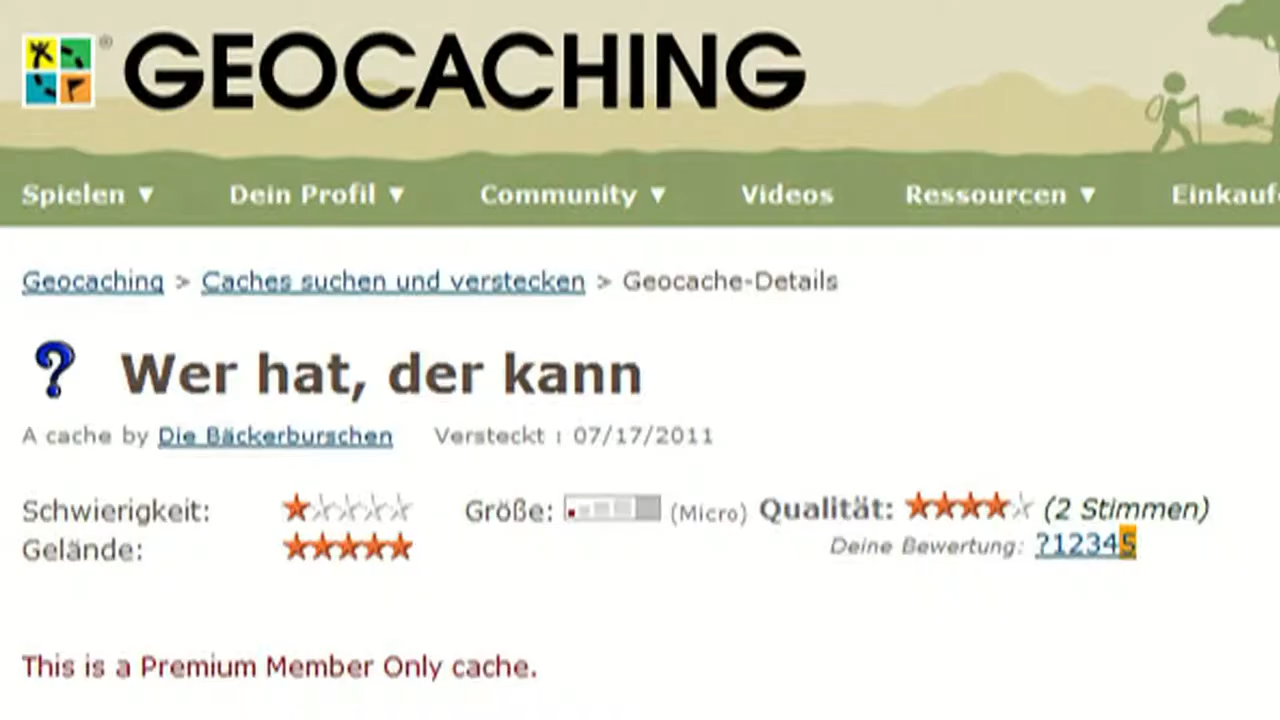 ® GEOCACHING
Spielen ▼ Dein Profil ▼ Community ▼ Videos Ressourcen ▼ Einkauf
Geocaching > Caches suchen und verstecken > Geocache-Details
? Wer hat, der kann
A cache by Die Bäckerburschen Versteckt : 07/17/2011
Schwierigkeit: Größe: (Micro) Qualität: (2 Stimmen)
Gelände: Deine Bewertung: ?12345
This is a Premium Member Only cache.